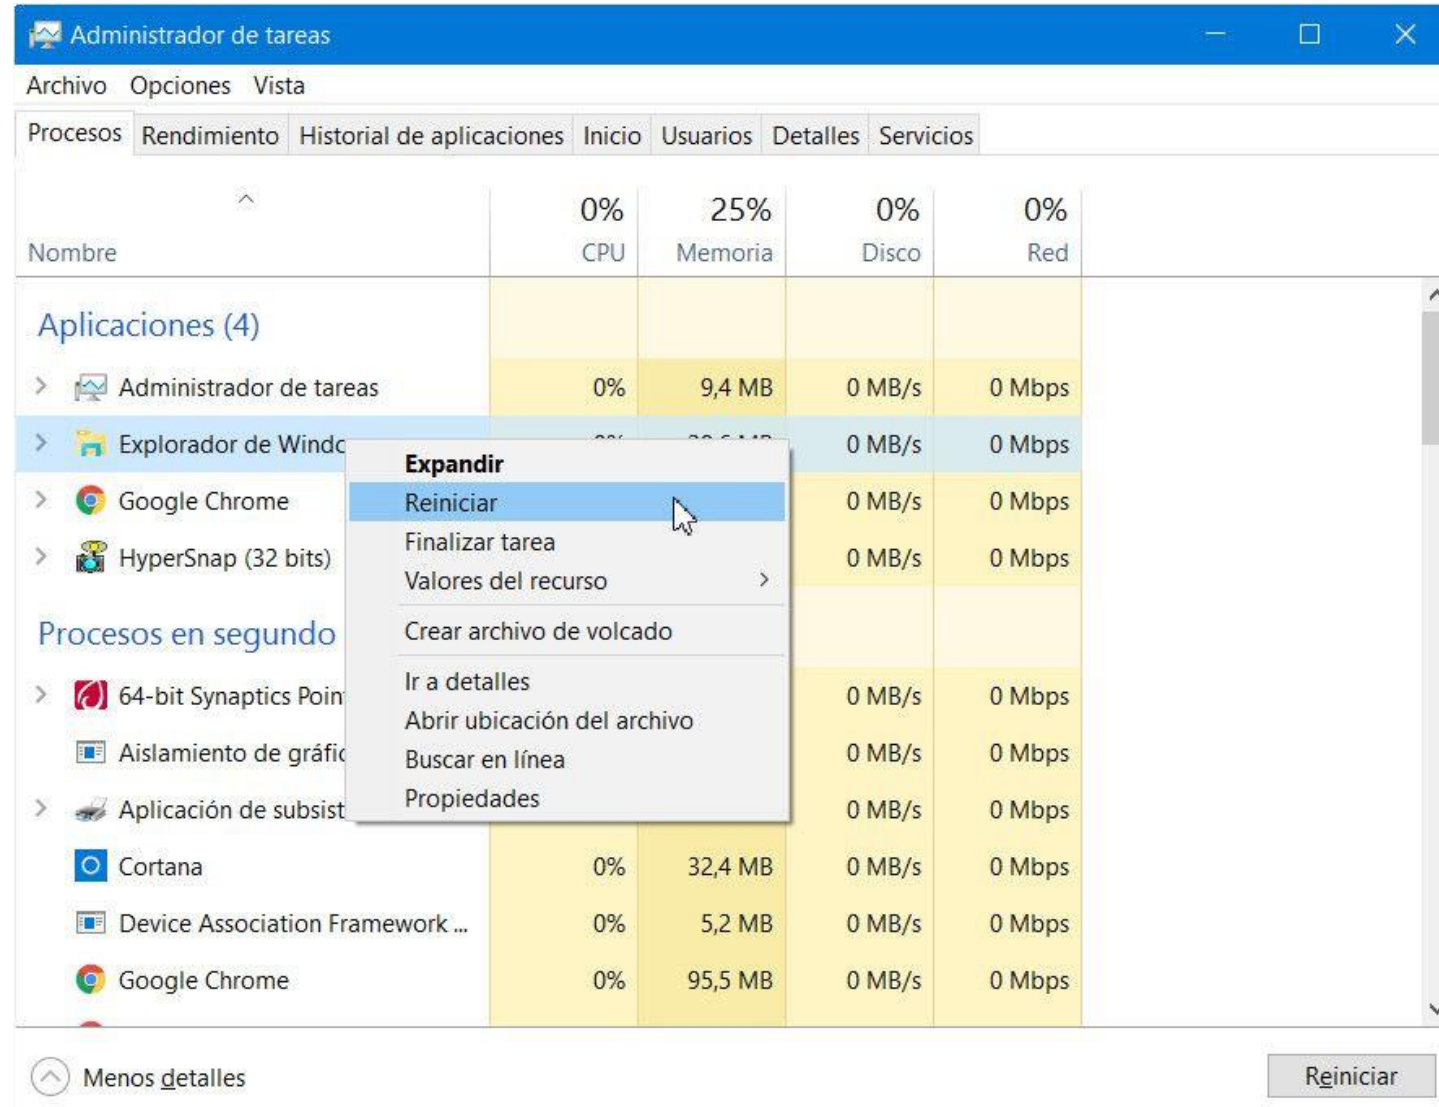 Administrador de tareas
Archivo Opciones Vista
Procesos Rendimiento Historial de aplicaciones Inicio Usuarios Detalles Servicios
0% 25% 0% 0%
Nombre CPU Memoria Disco Red
Aplicaciones (4)
Administrador de tareas 0% 9,4 MB 0 MB/s 0 Mbps
Explorador de 0 MB/s 0 Mbps
Expandir
Google Chrome 0 MB/s 0 Mbps
Reiniciar
Finalizar tarea
HyperSnap (32 bits) 0 MB/s 0 Mbps
Valores del recurso
Procesos en segundo
Crear archivo de volcado
Ir a detalles
64-bit Synaptics 0 MB/s 0 Mbps
Abrir ubicación del archivo
Aislamiento de 0 MB/s 0 Mbps
Buscar en línea
Propiedades
Aplicación de 0 MB/s 0 Mbps
Cortana 0% 32,4 MB 0 MB/s 0 Mbps
Device Association Framework ... 0% 5,2 MB 0 MB/s 0 Mbps
Google Chrome 0% 95,5 MB 0 MB/s 0 Mbps
Menos detalles
Reiniciar